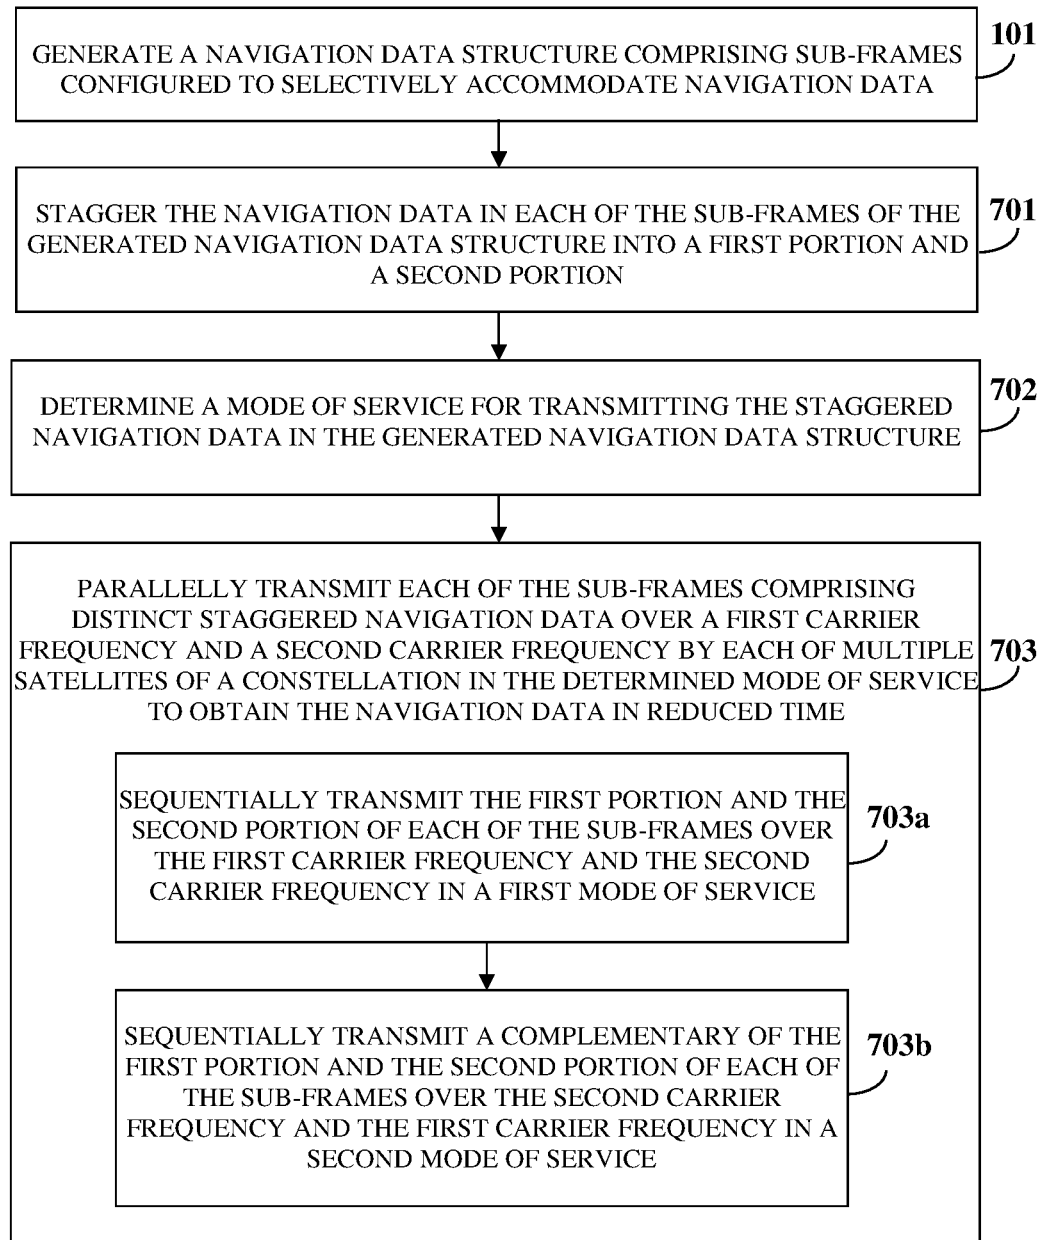 GENERATE A NAVIGATION DATA STRUCTURE COMPRISING SUB-FRAMES
CONFIGURED TO SELECTIVELY ACCOMMODATE NAVIGATION DATA
101
STAGGER THE NAVIGATION DATA IN EACH OF THE SUB-FRAMES OF THE
GENERATED NAVIGATION DATA STRUCTURE INTO A FIRST PORTION AND
A SECOND PORTION
701
DETERMINE A MODE OF SERVICE FOR TRANSMITTING THE STAGGERED
NAVIGATION DATA IN THE GENERATED NAVIGATION DATA STRUCTURE
702
PARALLELLY TRANSMIT EACH OF THE SUB-FRAMES COMPRISING
DISTINCT STAGGERED NAVIGATION DATA OVER A FIRST CARRIER
FREQUENCY AND A SECOND CARRIER FREQUENCY BY EACH OF MULTIPLE
SATELLITES OF A CONSTELLATION IN THE DETERMINED MODE OF SERVICE
TO OBTAIN THE NAVIGATION DATA IN REDUCED TIME
703
SEQUENTIALLY TRANSMIT THE FIRST PORTION AND THE
SECOND PORTION OF EACH OF THE SUB-FRAMES OVER
THE FIRST CARRIER FREQUENCY AND THE SECOND
CARRIER FREQUENCY IN A FIRST MODE OF SERVICE
703a
SEQUENTIALLY TRANSMIT A COMPLEMENTARY OF THE
FIRST PORTION AND THE SECOND PORTION OF EACH OF
THE SUB-FRAMES OVER THE SECOND CARRIER
FREQUENCY AND THE FIRST CARRIER FREQUENCY IN A
SECOND MODE OF SERVICE
703b